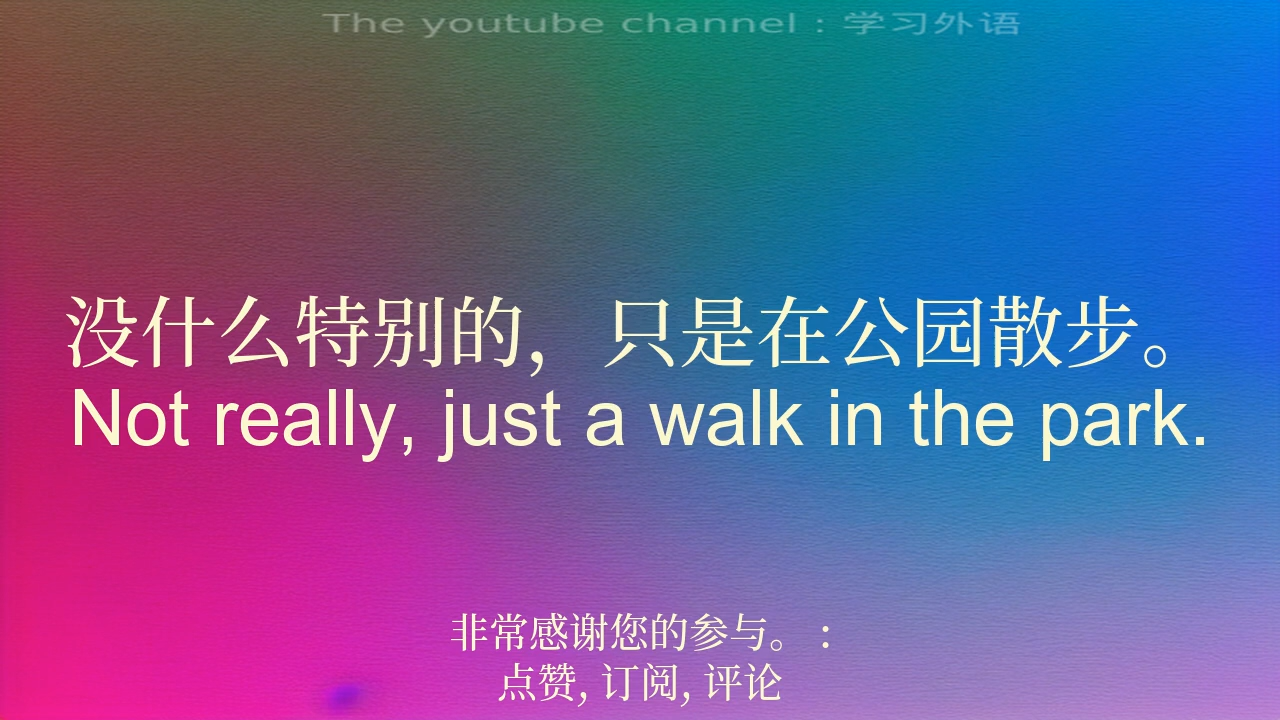 The youtube channel : 学习外语
没什么特别的，只是在公园散步。
Not really, just a walk in the park.
非常感谢您的参与。 :
点赞, 订阅, 评论